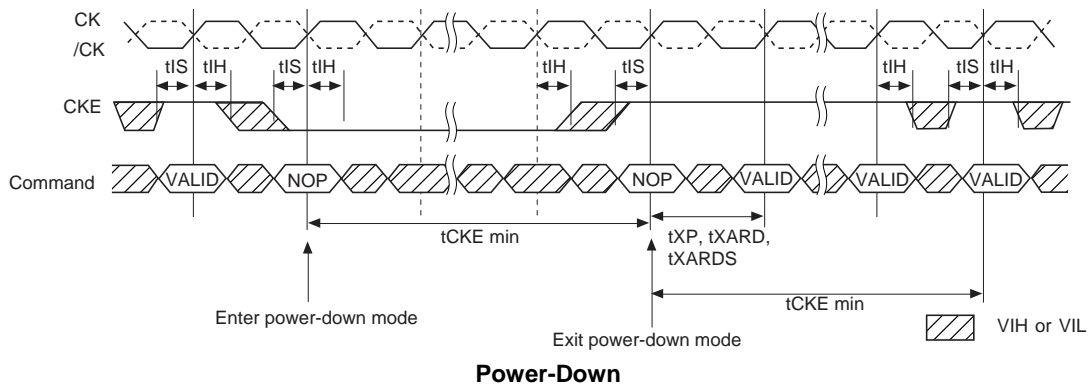 CK
/CK
tIS tIH tIS tIH tIH tIS tIH tIS tIH
CKE
Command VALID NOP NOP VALID VALID VALID
tCKE min
tXP, tXARD,
tXARDS
tCKE min
Enter power-down mode
Exit power-down mode
VIH or VIL
Power-Down